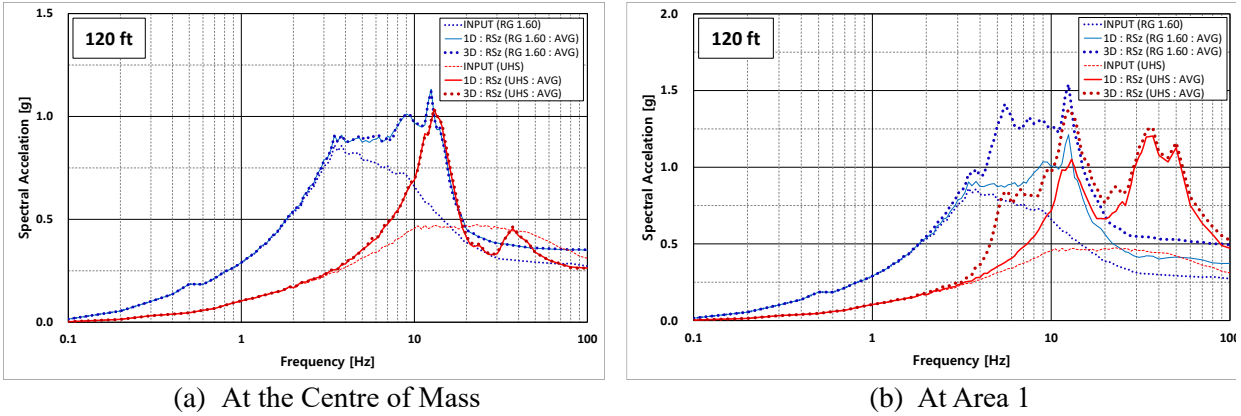 120 ft
INPUT (RG 1.60)
1D : RSz (RG 1.60 : AVG)
3D : RSz (RG 1.60 : AVG)
INPUT (UHS)
1D : RSz (UHS : AVG)
3D : RSz (UHS : AVG)
Spectral Accelation [g]
1.5
1.0
0.5
0.0
0.1
1
10
100
Frequency [Hz]
(a) At the Centre of Mass
120 ft
INPUT (RG 1.60)
1D : RSz (RG 1.60 : AVG)
3D : RSz (RG 1.60 : AVG)
INPUT (UHS)
1D : RSz (UHS : AVG)
3D : RSz (UHS : AVG)
Spectral Accelation [g]
2.0
1.5
1.0
0.5
0.0
0.1
1
10
100
Frequency [Hz]
(b) At Area 1